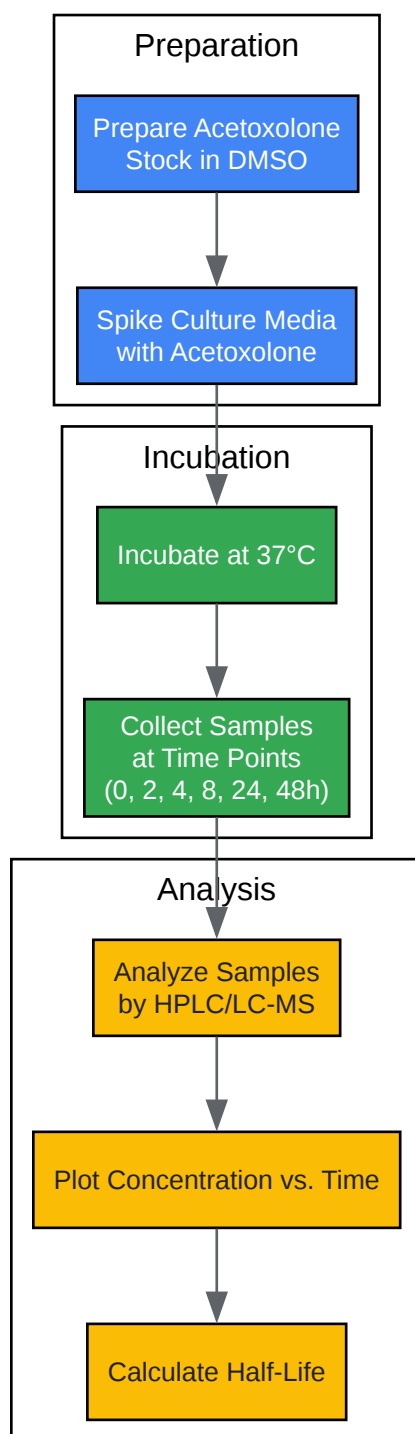 Preparation
Prepare Acetoxolone
Stock in DMSO
Spike Culture Media
with Acetoxolone
Incubation
Incubate at 37°C
Collect Samples
at Time Points
(0, 2, 4, 8, 24, 48h)
Analysis
Analyze Samples
by HPLC/LC-MS
Plot Concentration vs. Time
Calculate Half-Life